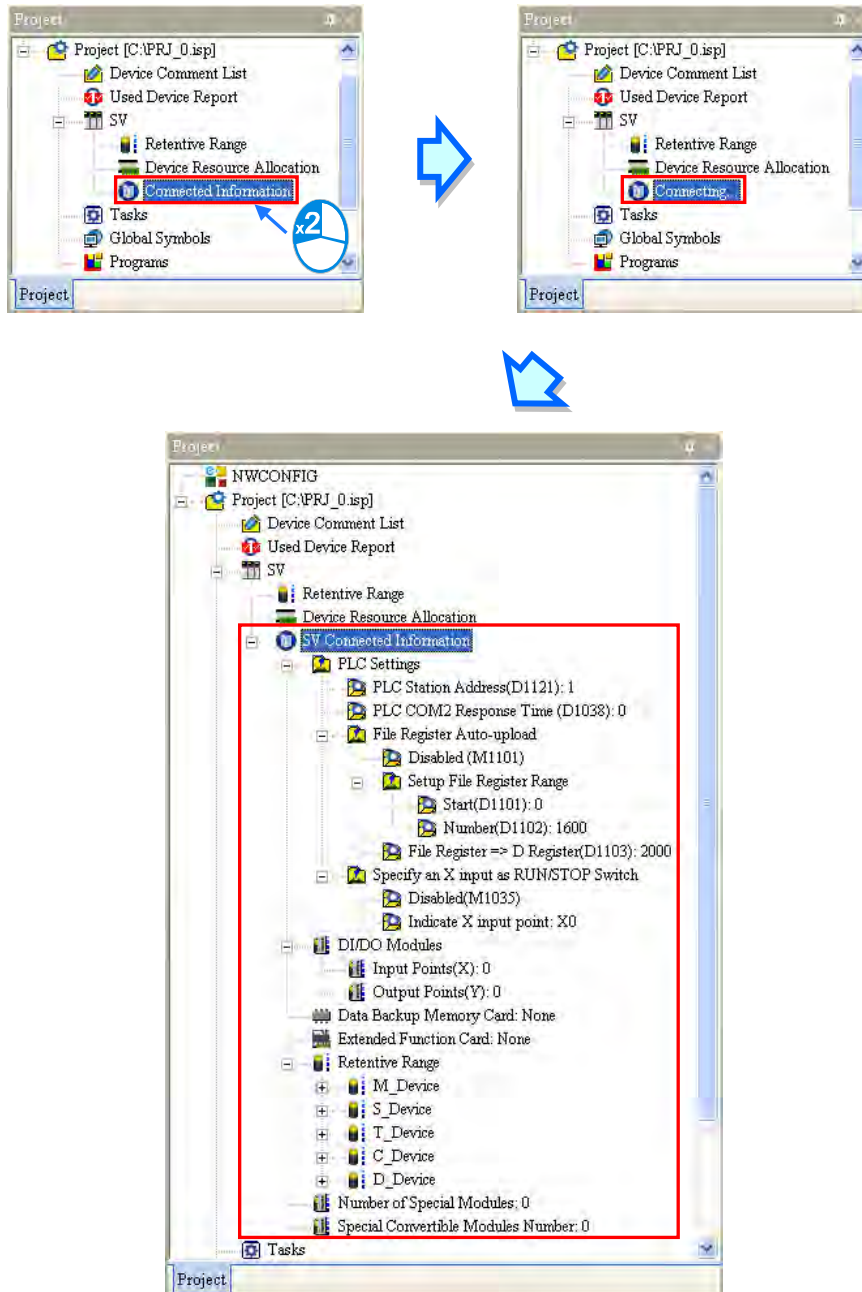 Project
Project [C:\PRJ_0.isp]
Device Comment List
Used Device Report
SV
Retentive Range
Device Resource Allocation
Connected Information
x2
Tasks
Global Symbols
Programs
Project
Project
Project [C:\PRJ_0.isp]
Device Comment List
Used Device Report
SV
Retentive Range
Device Resource Allocation
Connecting...
Tasks
Global Symbols
Programs
Project
Project
NWCONFIG
Project [C:\PRJ_0.isp]
Device Comment List
Used Device Report
SV
Retentive Range
Device Resource Allocation
SV Connected Information
PLC Settings
PLC Station Address(D1121): 1
PLC COM2 Response Time (D1038): 0
File Register Auto-upload
Disabled (M1101)
Setup File Register Range
Start(D1101): 0
Number(D1102): 1600
File Register => D Register(D1103): 2000
Specify an X input as RUN/STOP Switch
Disabled(M1035)
Indicate X input point: X0
DI/DO Modules
Input Points(X): 0
Output Points(Y): 0
Data Backup Memory Card: None
Extended Function Card: None
Retentive Range
M_Device
S_Device
T_Device
C_Device
D_Device
Number of Special Modules: 0
Special Convertible Modules Number: 0
Tasks
Project